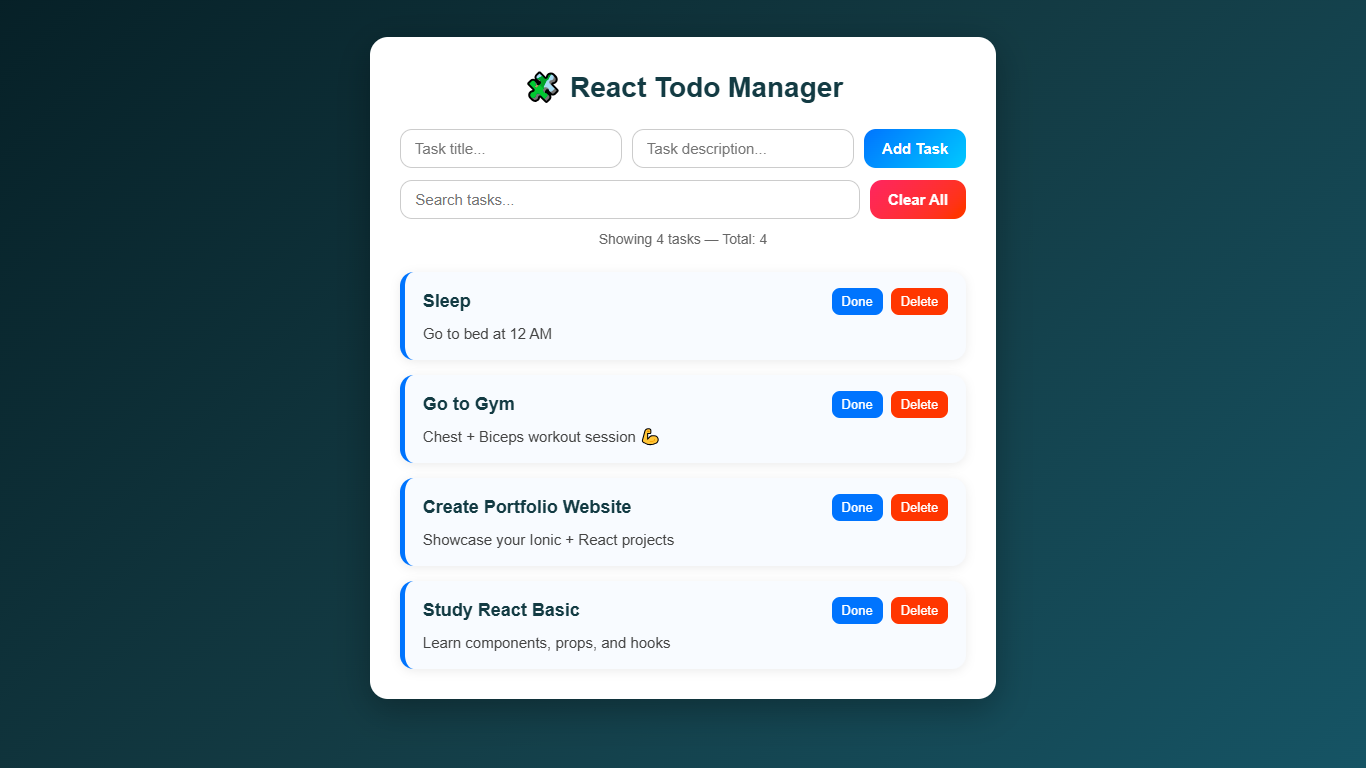 🧩 React Todo Manager
Task title... Task description... Add Task
Search tasks... Clear All
Showing 4 tasks — Total: 4
Sleep Done Delete
Go to bed at 12 AM
Go to Gym Done Delete
Chest + Biceps workout session 💪
Create Portfolio Website Done Delete
Showcase your Ionic + React projects
Study React Basic Done Delete
Learn components, props, and hooks